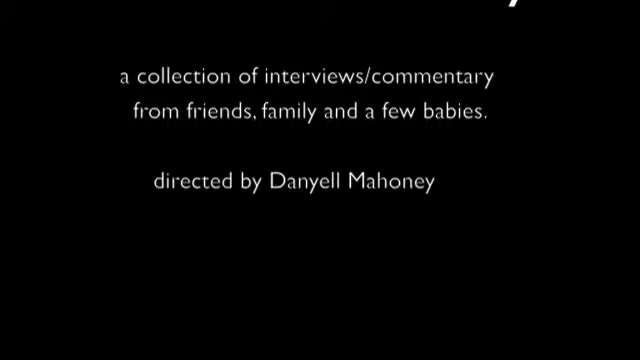 a collection of interviews/commentary
from friends, family and a few babies.
directed by Danyell Mahoney